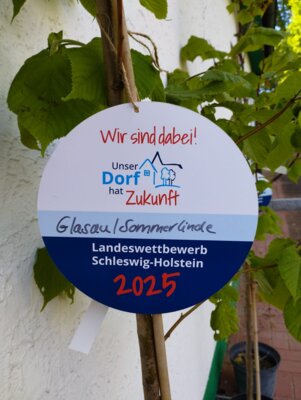 Wir sind dabei!
Unser
Dorf
hat
Zukunft
Glasau/Sommerlinde
Landeswettbewerb
Schleswig-Holstein
2025